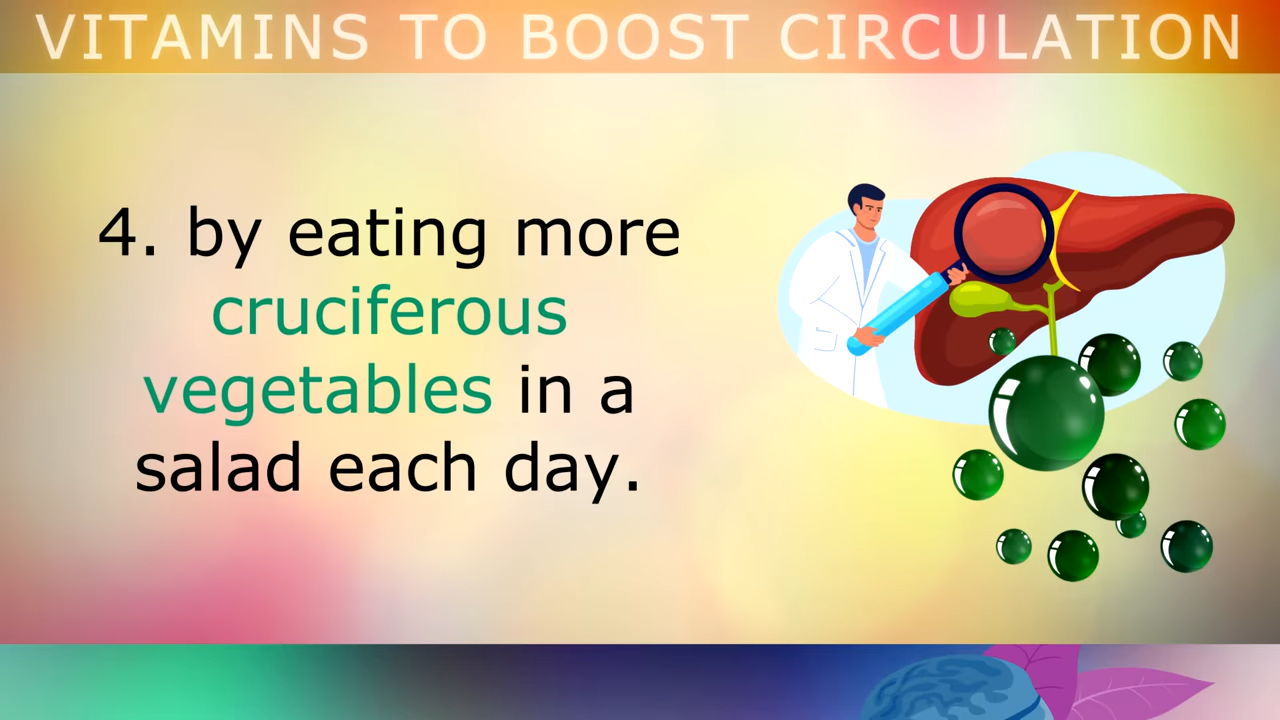 VITAMINS TO BOOST CIRCULATION
4. by eating more
cruciferous
vegetables in a
salad each day.